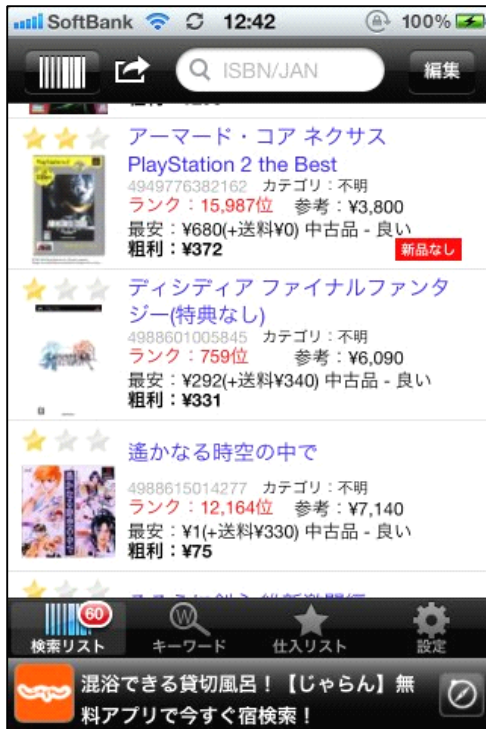 SoftBank 12:42 100%
ISBN/JAN 編集
アーマード・コア ネクサス
PlayStation 2 the Best
4949776382162 カテゴリ：不明
ランク：15,987位 参考：¥3,800
最安：¥680(+送料¥0) 中古品 - 良い
粗利：¥372 新品なし
ディシディア ファイナルファンタ
ジー(特典なし)
4988601005845 カテゴリ：不明
ランク：759位 参考：¥6,090
最安：¥292(+送料¥340) 中古品 - 良い
粗利：¥331
遙かなる時空の中で
4988615014277 カテゴリ：不明
ランク：12,164位 参考：¥7,140
最安：¥1(+送料¥330) 中古品 - 良い
粗利：¥75
60
検索リスト キーワード 仕入リスト 設定
混浴できる貸切風呂！【じゃらん】無
料アプリで今すぐ宿検索！